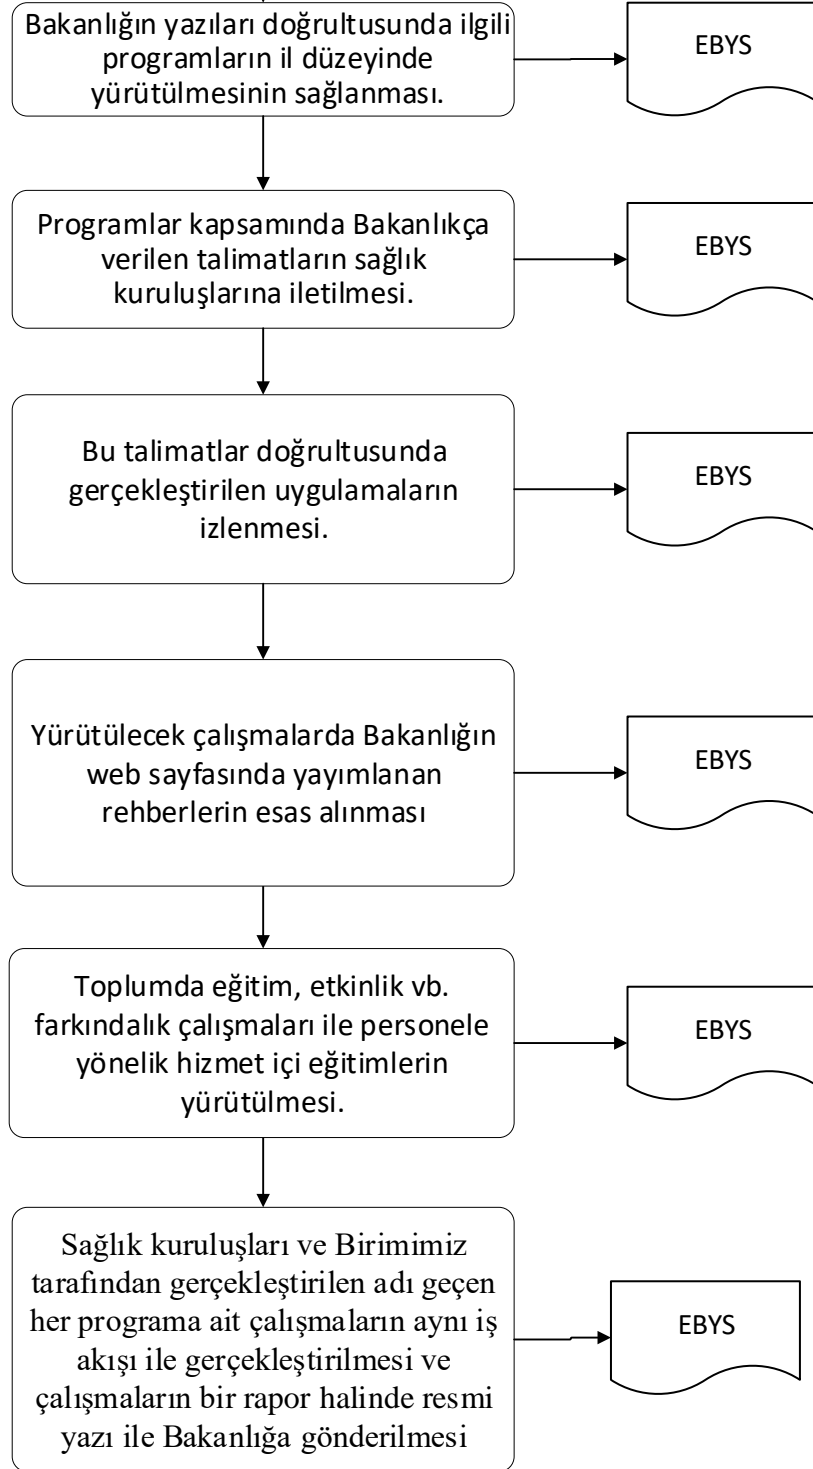 Bakanlığın yazıları doğrultusunda ilgili
programların il düzeyinde
yürütülmesinin sağlanması.
EBYS
Programlar kapsamında Bakanlıkça
verilen talimatların sağlık
kuruluşlarına iletilmesi.
EBYS
Bu talimatlar doğrultusunda
gerçekleştirilen uygulamaların
izlenmesi.
EBYS
Yürütülecek çalışmalarda Bakanlığın
web sayfasında yayımlanan
rehberlerin esas alınması
EBYS
Toplumda eğitim, etkinlik vb.
farkındalık çalışmaları ile personele
yönelik hizmet içi eğitimlerin
yürütülmesi.
EBYS
Sağlık kuruluşları ve Birimimiz
tarafından gerçekleştirilen adı geçen
her programa ait çalışmaların aynı iş
akışı ile gerçekleştirilmesi ve
çalışmaların bir rapor halinde resmi
yazı ile Bakanlığa gönderilmesi
EBYS